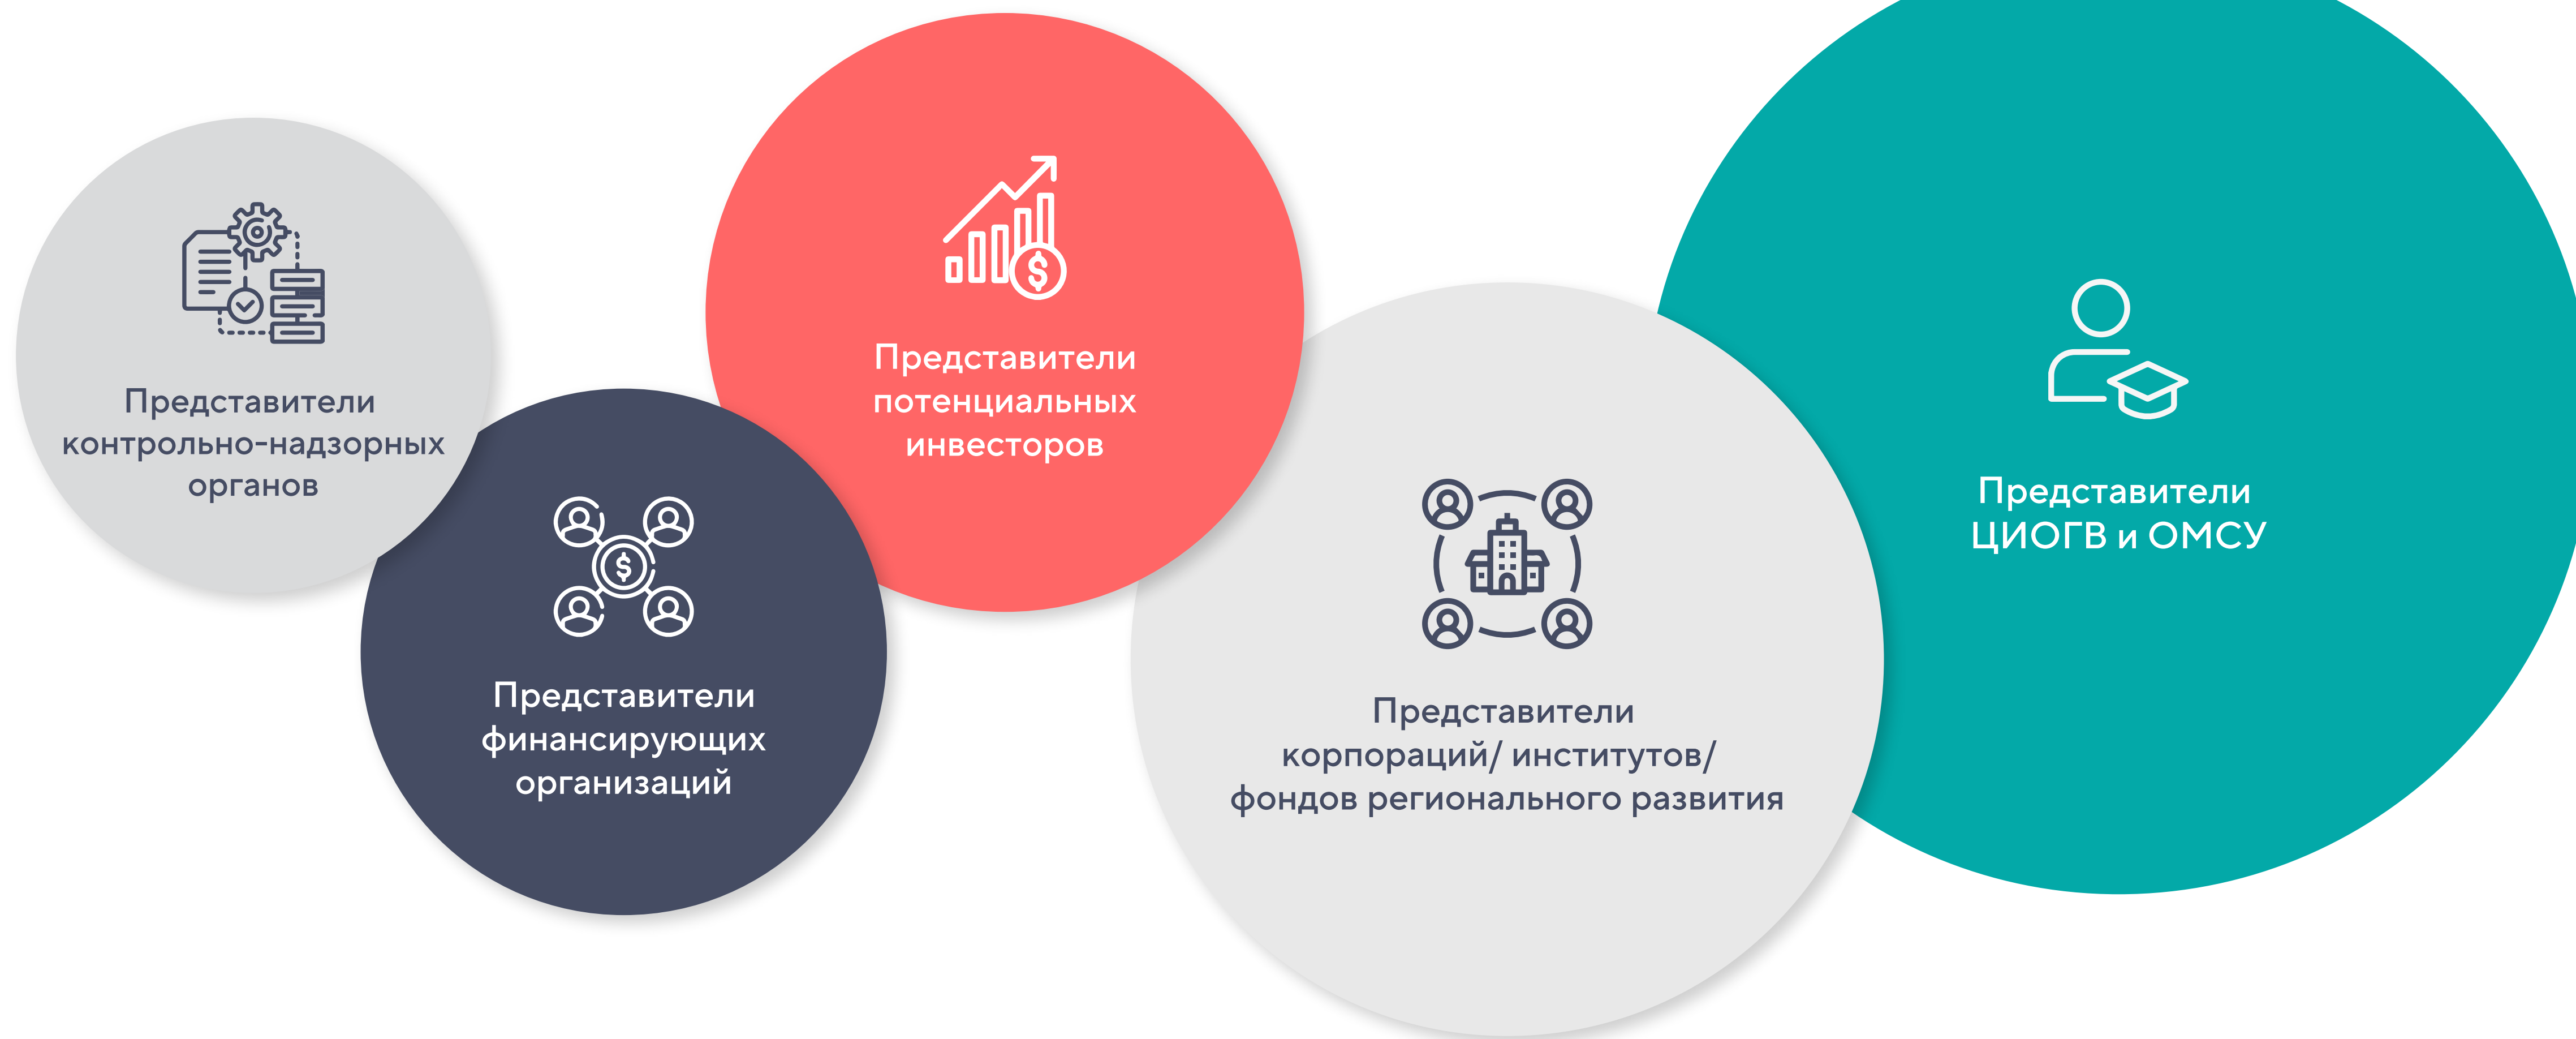 Представители
контрольно-надзорных
органов
Представители
финансирующих
организаций
Представители
потенциальных
инвесторов
Представители
корпораций/ институтов/
фондов регионального развития
Представители
ЦИОГВ и ОМСУ